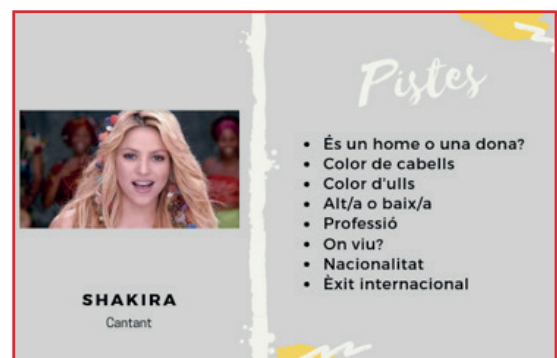 Pistes
És un home o una dona?
Color de cabells
Color d'ulls
Alt/a o baix/a
Professió
On viu?
Nacionalitat
Èxit internacional
SHAKIRA
Cantant